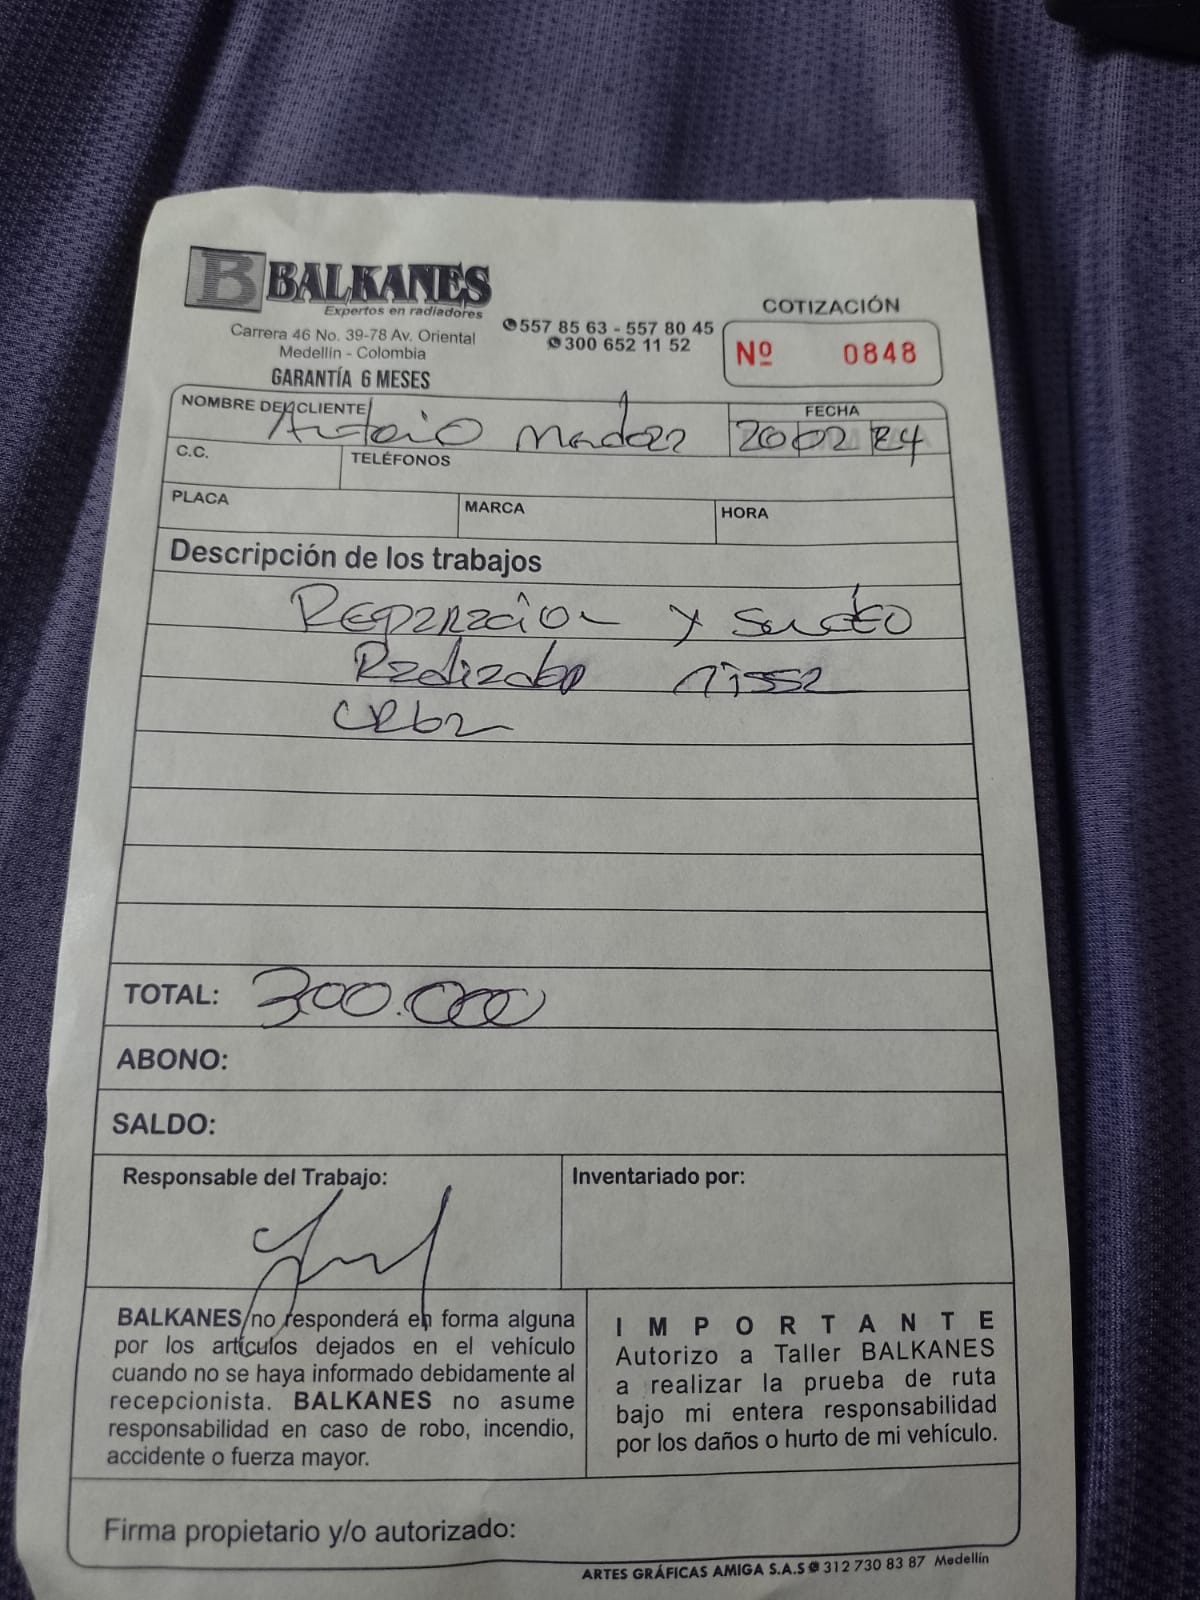 B BALKANES
Expertos en radiadores
Carrera 46 No. 39-78 Av. Oriental
Medellín - Colombia
GARANTÍA 6 MESES
557 85 63 - 557 80 45
300 652 11 52
COTIZACIÓN
Nº 0848
NOMBRE DEL CLIENTE Antonio
FECHA
20 02 24
C.C.
TELÉFONOS
PLACA
MARCA
HORA
Descripción de los trabajos
Reparacion y
Nissan
Urban
TOTAL: 300.000
ABONO:
SALDO:
Responsable del Trabajo:
Inventariado por:
BALKANES no responderá en forma alguna
por los artículos dejados en el vehículo
cuando no se haya informado debidamente al
recepcionista. BALKANES no asume
responsabilidad en caso de robo, incendio,
accidente o fuerza mayor.
IMPORTANTE
Autorizo a Taller BALKANES
a realizar la prueba de ruta
bajo mi entera responsabilidad
por los daños o hurto de mi vehículo.
Firma propietario y/o autorizado:
ARTES GRÁFICAS AMIGA S.A.S 312 730 83 87 Medellín